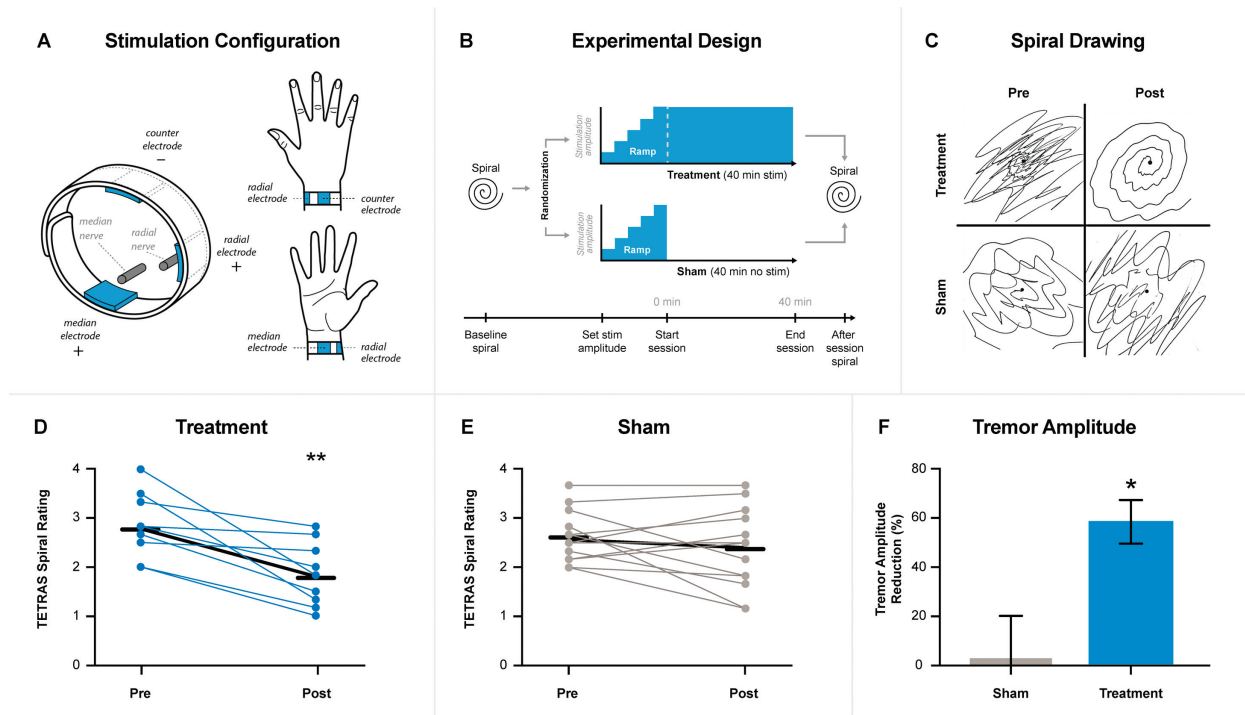 A Stimulation Configuration
counter
electrode
−
median
nerve
radial
nerve
radial
electrode
+
median
electrode
+
radial
electrode
counter
electrode
median
electrode
radial
electrode
B Experimental Design
Spiral
Randomization
Stimulation
amplitude
Ramp
Treatment (40 min stim)
Stimulation
amplitude
Ramp
Sham (40 min no stim)
Spiral
0 min
40 min
Baseline
spiral
Set stim
amplitude
Start
session
End
session
After
session
spiral
C Spiral Drawing
Pre
Post
Treatment
Sham
D Treatment
TETRAS Spiral Rating
4
3
2
1
0
**
Pre
Post
E Sham
TETRAS Spiral Rating
4
3
2
1
0
Pre
Post
F Tremor Amplitude
Tremor Amplitude
Reduction (%)
80
60
40
20
0
*
Sham
Treatment